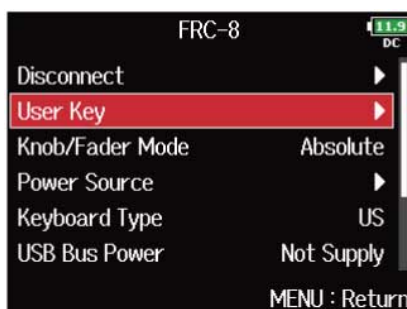 FRC-8
11.9
DC
Disconnect
User Key
Knob/Fader Mode Absolute
Power Source
Keyboard Type US
USB Bus Power Not Supply
MENU : Return